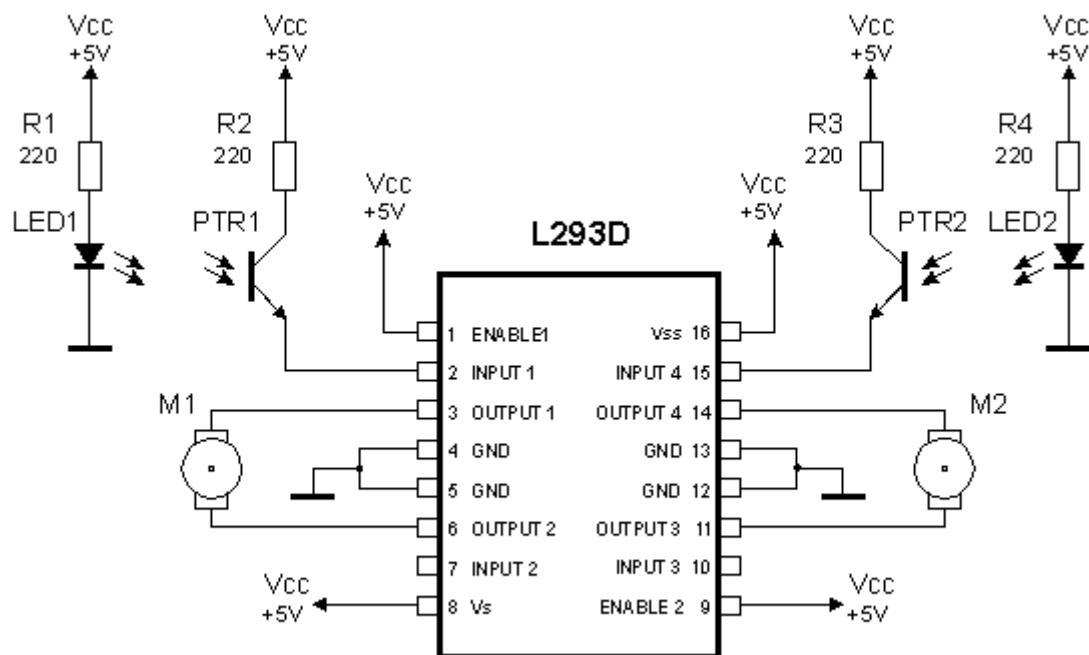 VCC
+5V
VCC
+5V
VCC
+5V
VCC
+5V
R1
220
R2
220
R3
220
R4
220
VCC
+5V
VCC
+5V
LED1
PTR1
L293D
PTR2
LED2
1 ENABLE1
Vss 16
2 INPUT 1
INPUT 4 15
3 OUTPUT 1
OUTPUT 4 14
M1
M2
4 GND
GND 13
5 GND
GND 12
6 OUTPUT 2
OUTPUT 3 11
7 INPUT 2
INPUT 3 10
VCC
+5V
8 Vs
ENABLE 2 9
VCC
+5V